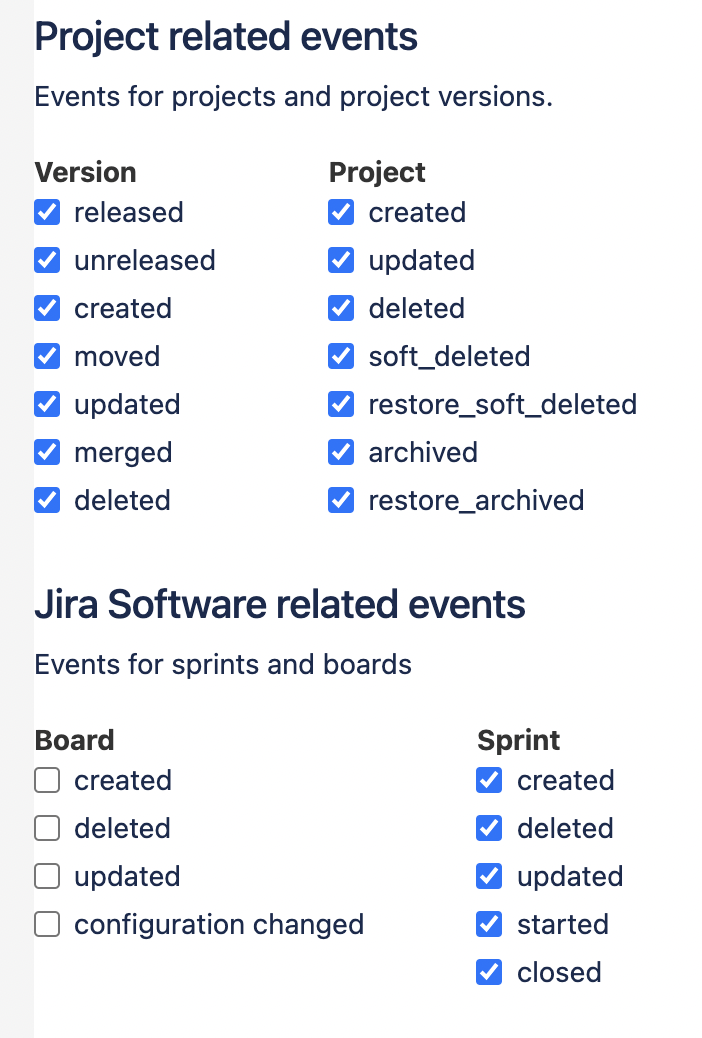 Project related events
Events for projects and project versions.
Version
released
unreleased
created
moved
updated
merged
deleted
Project
created
updated
deleted
soft_deleted
restore_soft_deleted
archived
restore_archived
Jira Software related events
Events for sprints and boards
Board
created
deleted
updated
configuration changed
Sprint
created
deleted
updated
started
closed